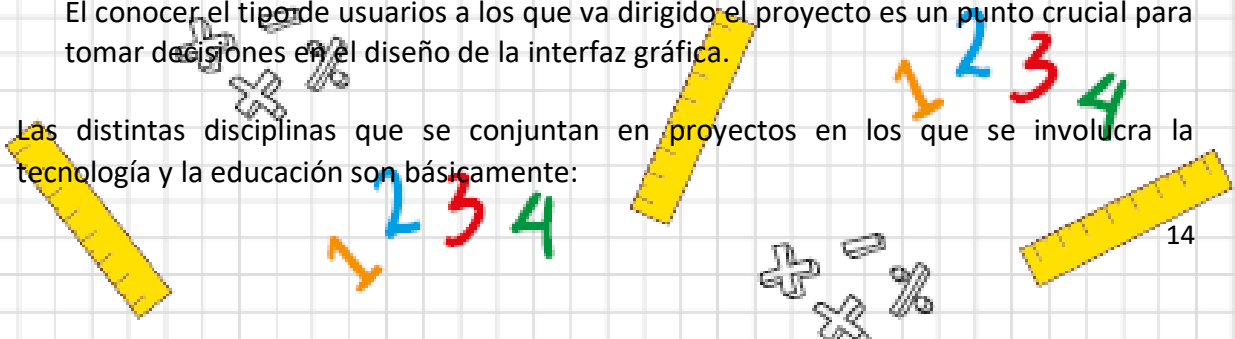 El conocer el tipo de usuarios a los que va dirigido el proyecto es un punto crucial para
tomar decisiones en el diseño de la interfaz gráfica.
1 2 3 4
Las distintas disciplinas que se conjuntan en proyectos en los que se involucra la
tecnología y la educación son básicamente:
1 2 3 4
14